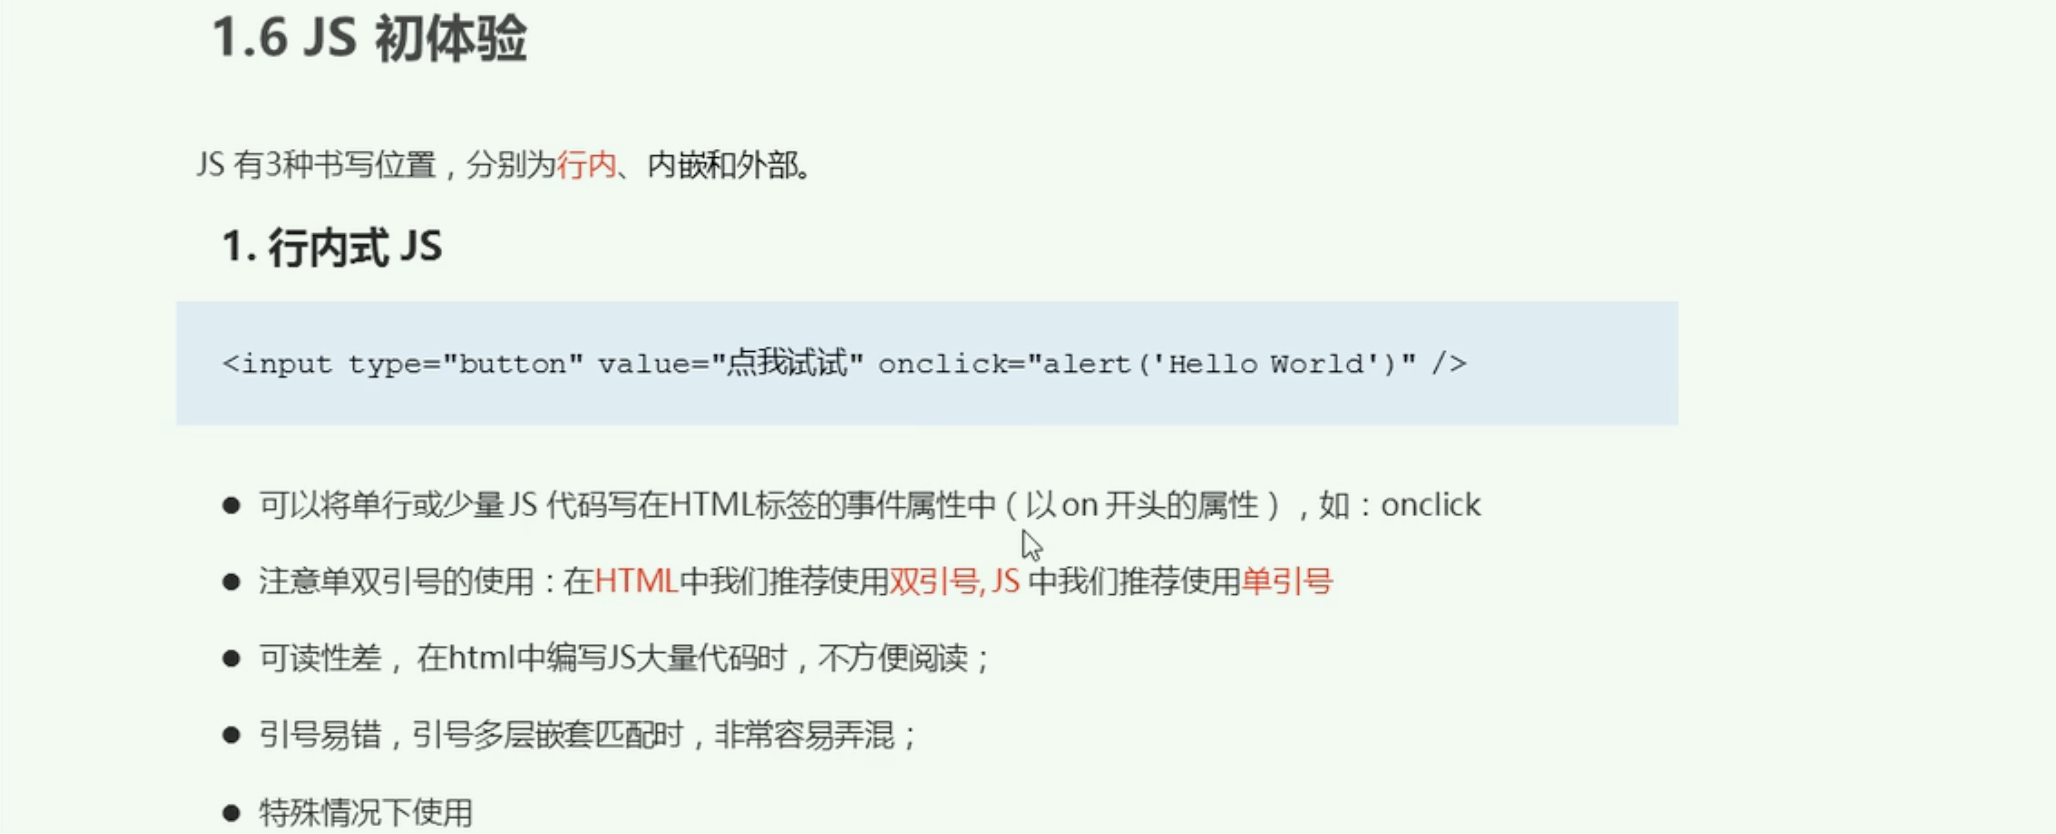 1.6 JS 初体验
JS 有3种书写位置，分别为行内、内嵌和外部。
1. 行内式 JS
<input type="button" value="点我试试" onclick="alert('Hello World')" />
● 可以将单行或少量 JS 代码写在HTML标签的事件属性中（以 on 开头的属性），如：onclick
● 注意单双引号的使用：在HTML中我们推荐使用双引号, JS 中我们推荐使用单引号
● 可读性差， 在html中编写JS大量代码时，不方便阅读；
● 引号易错，引号多层嵌套匹配时，非常容易弄混；
● 特殊情况下使用